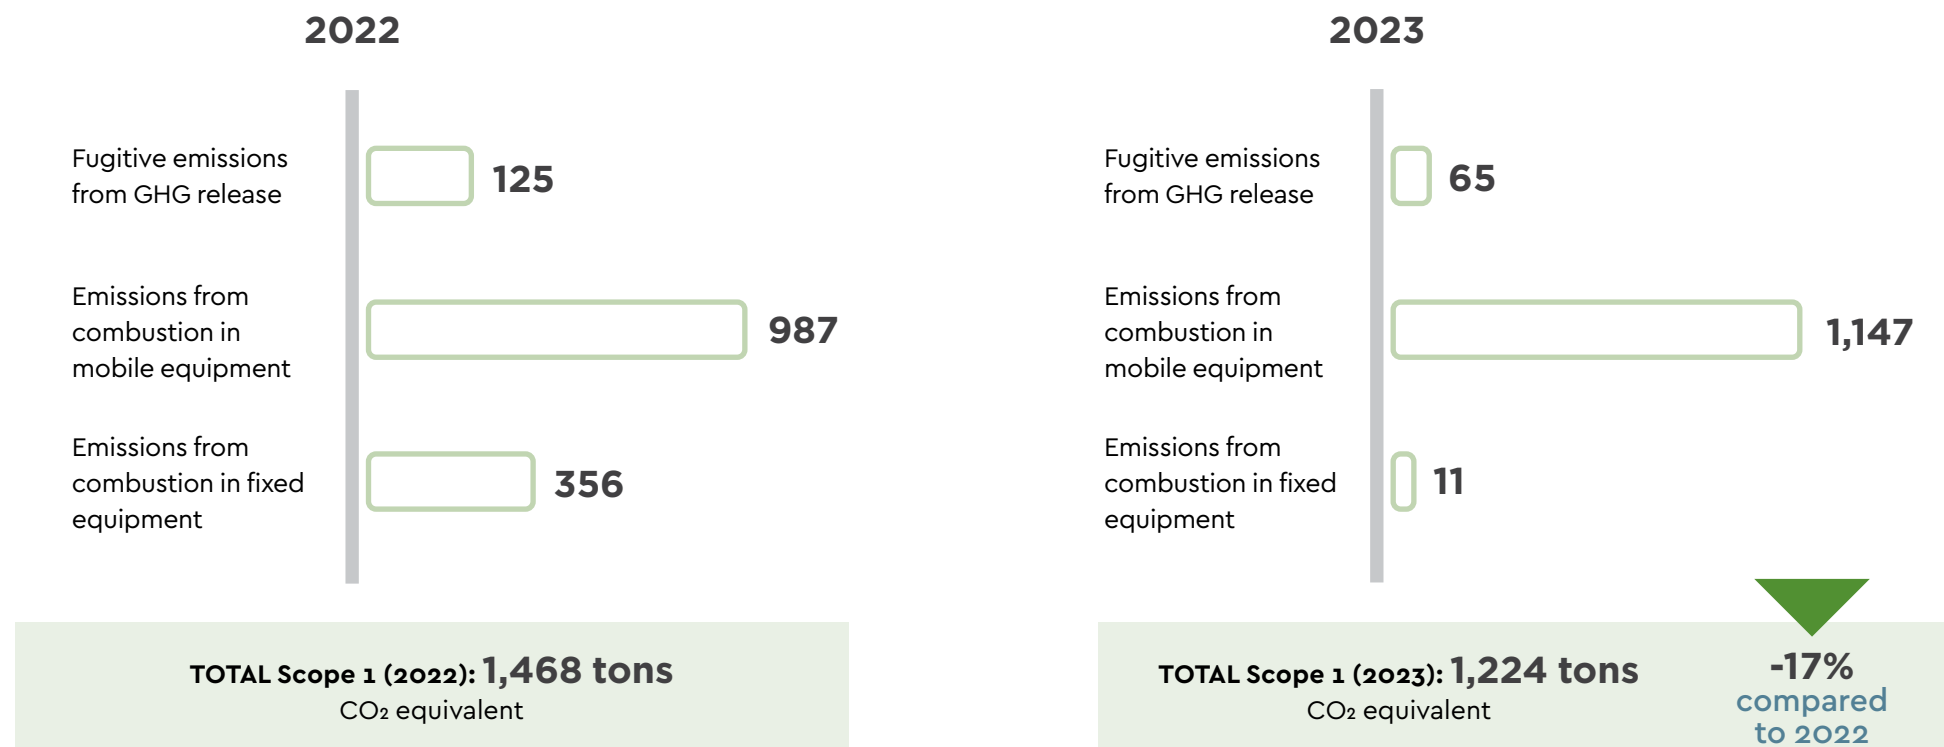 2022
Fugitive emissions
from GHG release
125
Emissions from
combustion in
mobile equipment
987
Emissions from
combustion in fixed
equipment
356
TOTAL Scope 1 (2022): 1,468 tons
CO₂ equivalent
2023
Fugitive emissions
from GHG release
65
Emissions from
combustion in
mobile equipment
1,147
Emissions from
combustion in fixed
equipment
11
TOTAL Scope 1 (2023): 1,224 tons
CO₂ equivalent
-17%
compared
to 2022